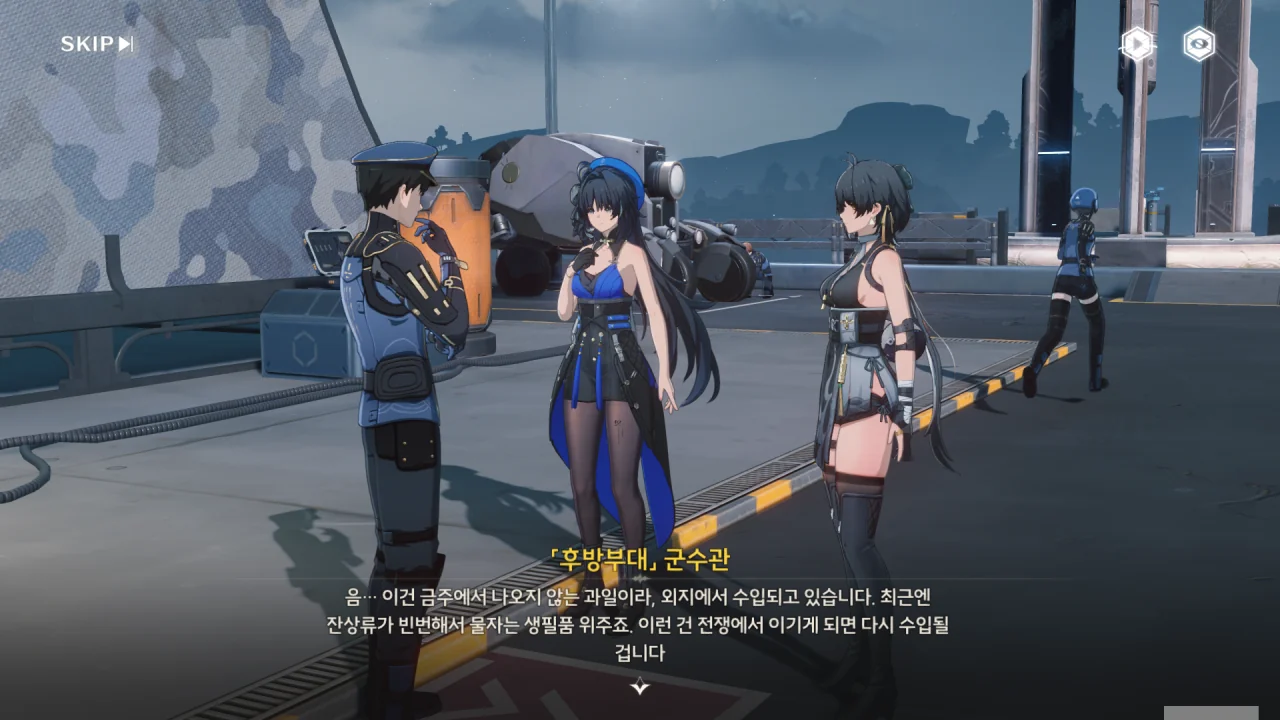 SKIP
「후방부대」 군수관
음… 이건 금주에서 나오지 않는 과일이라, 외지에서 수입되고 있습니다. 최근엔
잔상류가 빈번해서 물자는 생필품 위주죠. 이런 건 전쟁에서 이기게 되면 다시 수입될
겁니다